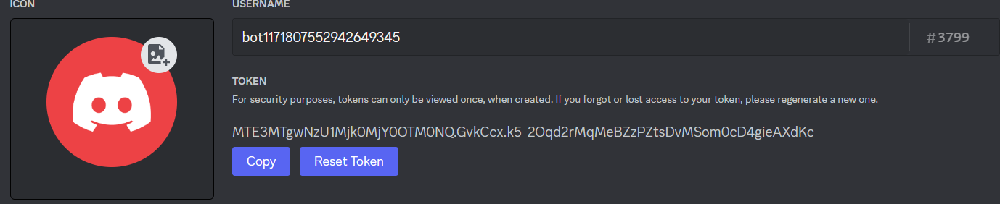 ICON
USERNAME
bot1171807552942649345
#3799
TOKEN
For security purposes, tokens can only be viewed once, when created. If you forgot or lost access to your token, please regenerate a new one.
MTE3MTgwNzU1Mjk0MjY0OTM0NQ.GvkCcx.k5-2Oqd2rMqMeBZzPZtsDvMSom0cD4gieAXdKc
Copy
Reset Token